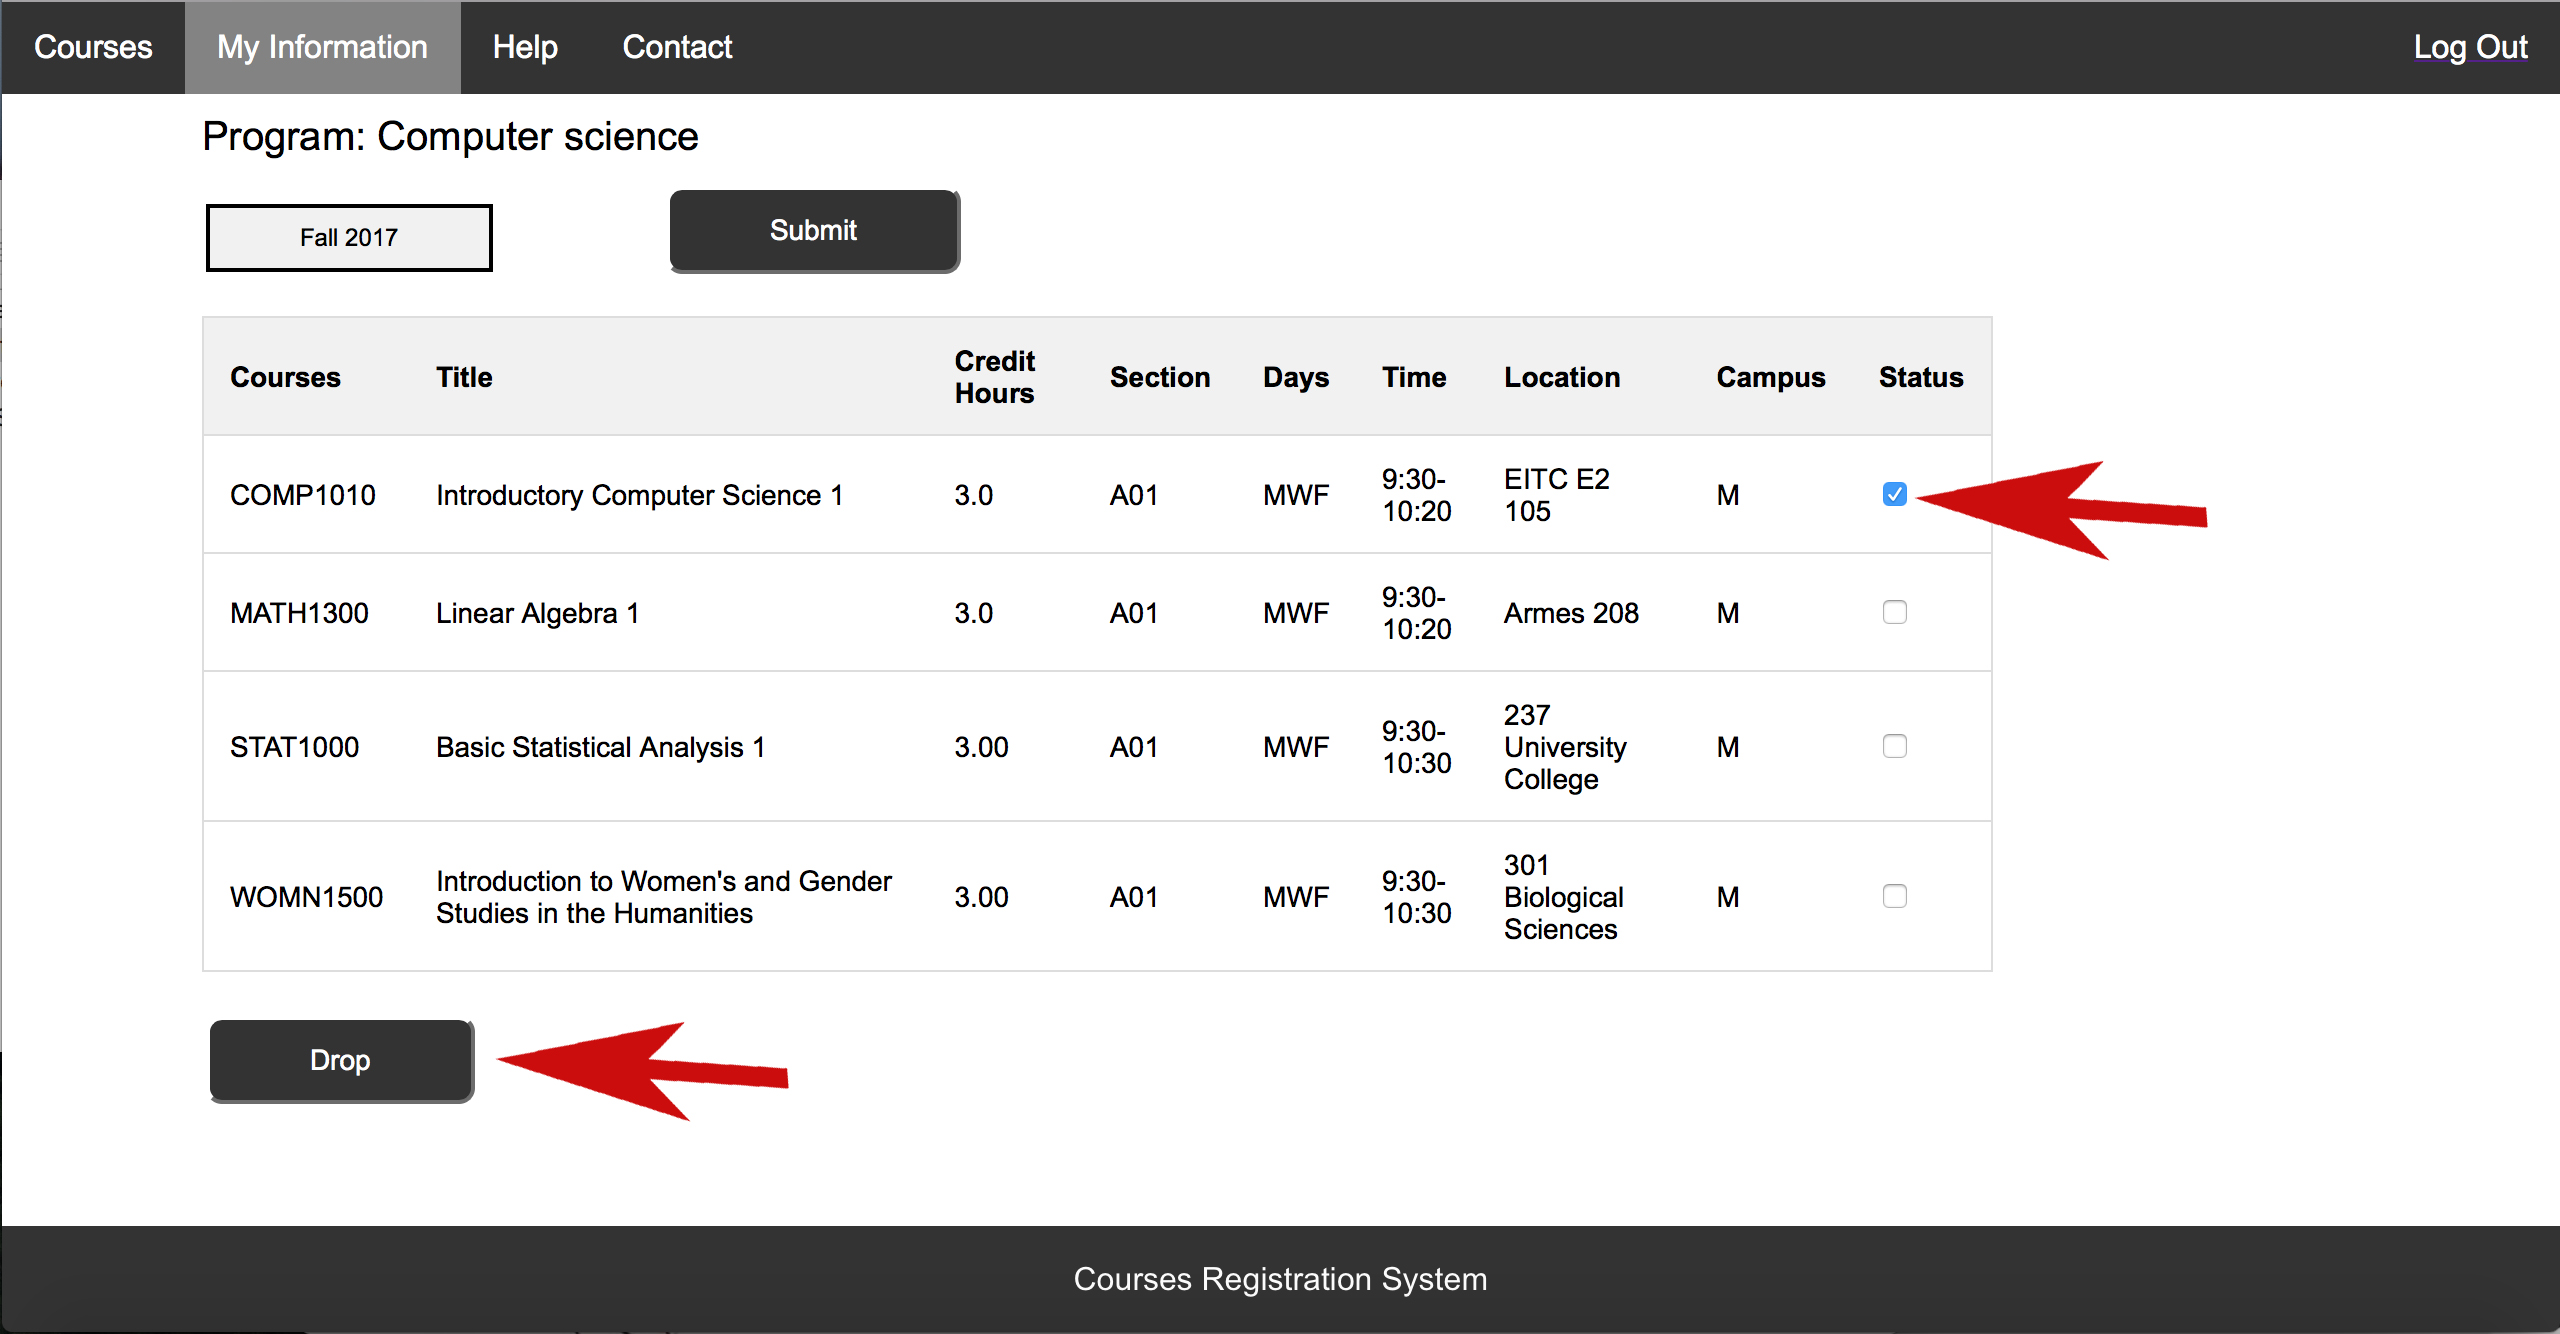 Courses My Information Help Contact Log Out
Program: Computer science
Fall 2017 Submit
Courses Title Credit Hours Section Days Time Location Campus Status
COMP1010 Introductory Computer Science 1 3.0 A01 MWF 9:30-10:20 EITC E2 105 M
MATH1300 Linear Algebra 1 3.0 A01 MWF 9:30-10:20 Armes 208 M
STAT1000 Basic Statistical Analysis 1 3.00 A01 MWF 9:30-10:30 237 University College M
WOMN1500 Introduction to Women's and Gender Studies in the Humanities 3.00 A01 MWF 9:30-10:30 301 Biological Sciences M
Drop
Courses Registration System